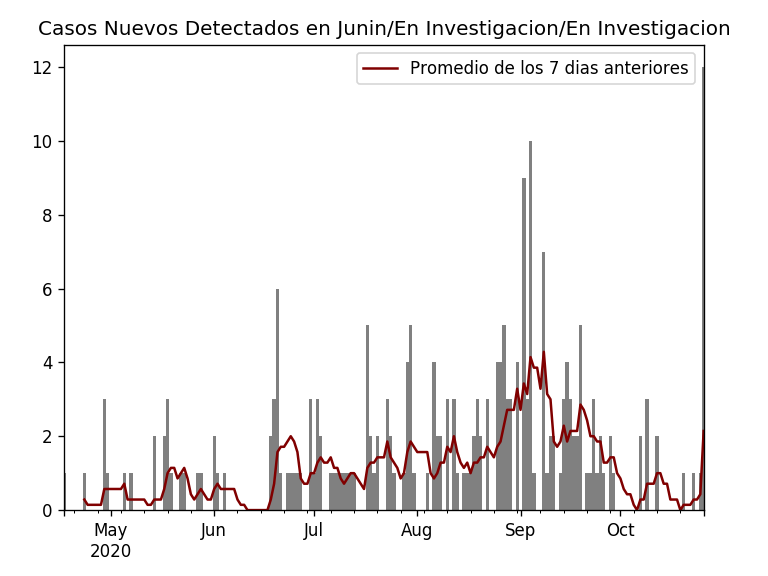 Casos Nuevos Detectados en Junin/En Investigacion/En Investigacion
Promedio de los 7 dias anteriores
12
10
8
6
4
2
0
May Jun Jul Aug Sep Oct
2020